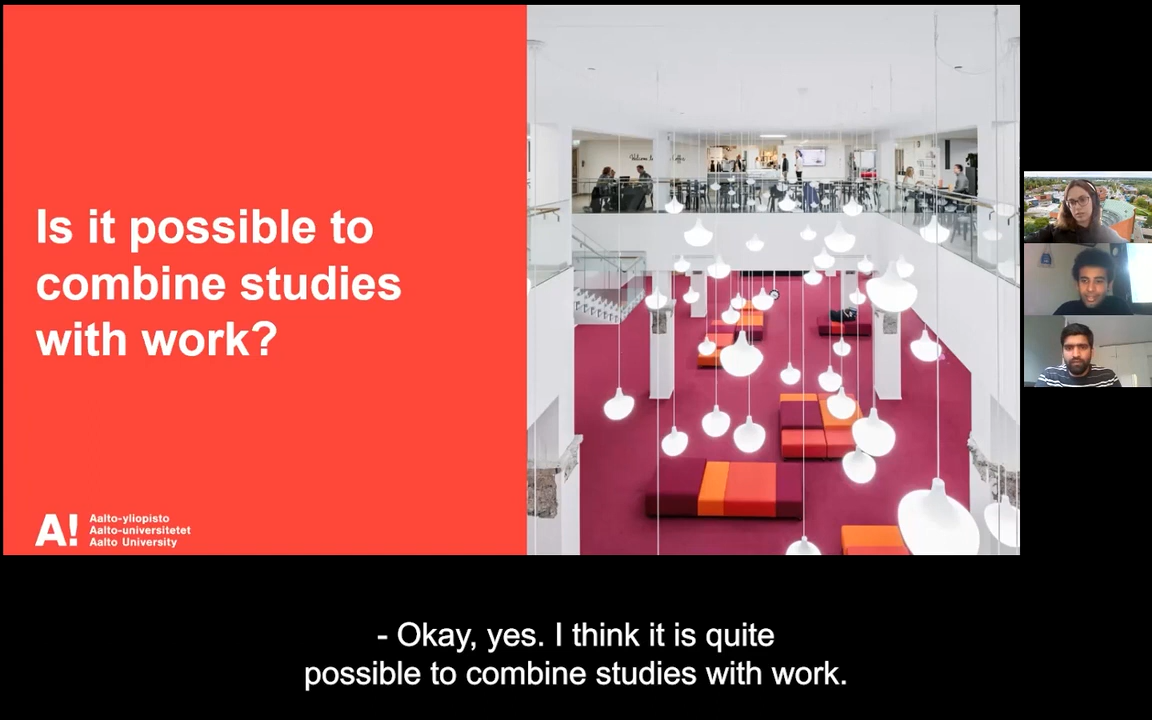 Is it possible to
combine studies
with work?
A!
Aalto-yliopisto
Aalto-universitetet
Aalto University
- Okay, yes. I think it is quite
possible to combine studies with work.